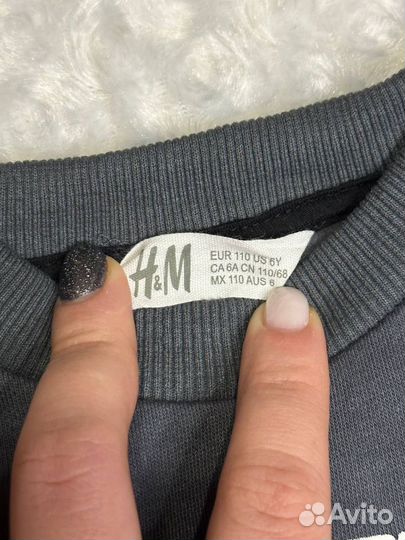 H&M
EUR 110 US 6Y
CA 6A CN 110/68
MX 110 AUS 6
Avito